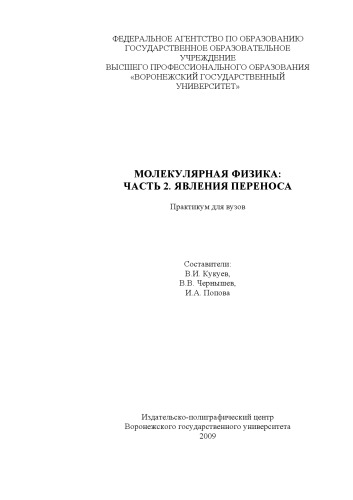 ФЕДЕРАЛЬНОЕ АГЕНТСТВО ПО ОБРАЗОВАНИЮ
ГОСУДАРСТВЕННОЕ ОБРАЗОВАТЕЛЬНОЕ
УЧРЕЖДЕНИЕ
ВЫСШЕГО ПРОФЕССИОНАЛЬНОГО ОБРАЗОВАНИЯ
«ВОРОНЕЖСКИЙ ГОСУДАРСТВЕННЫЙ
УНИВЕРСИТЕТ»
МОЛЕКУЛЯРНАЯ ФИЗИКА:
ЧАСТЬ 2. ЯВЛЕНИЯ ПЕРЕНОСА
Практикум для вузов
Составители:
В.И. Кукуев,
В.В. Чернышев,
И.А. Попова
Издательско-полиграфический центр
Воронежского государственного университета
2009